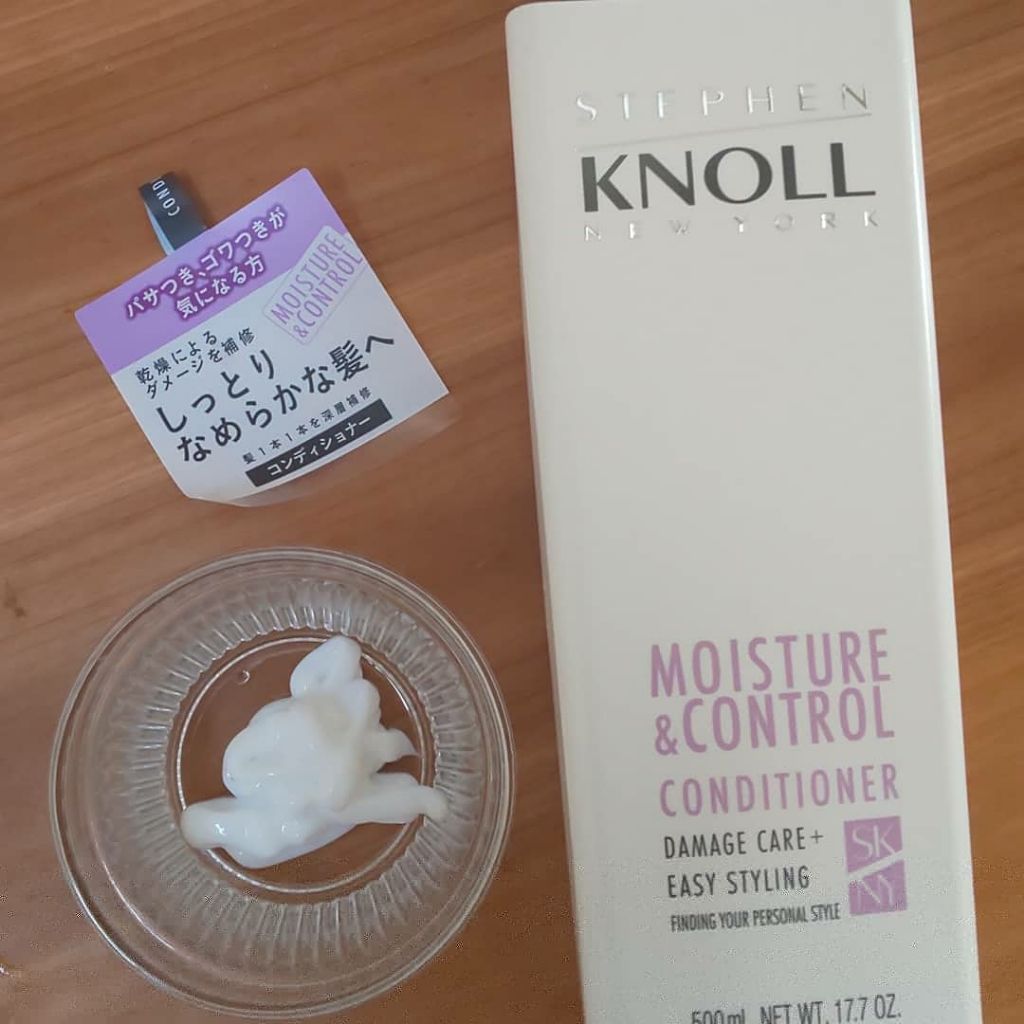 COND
パサつき、ゴワつきが
気になる方
MOISTURE
&CONTROL
乾燥による
ダメージを補修
しっとり
なめらかな髪へ
髪1本1本を深層補修
コンディショナー
STEPHEN
KNOLL
NEW YORK
MOISTURE
&CONTROL
CONDITIONER
DAMAGE CARE+
EASY STYLING
FINDING YOUR PERSONAL STYLE
SK
NY
500mL NET WT. 17.7 OZ.